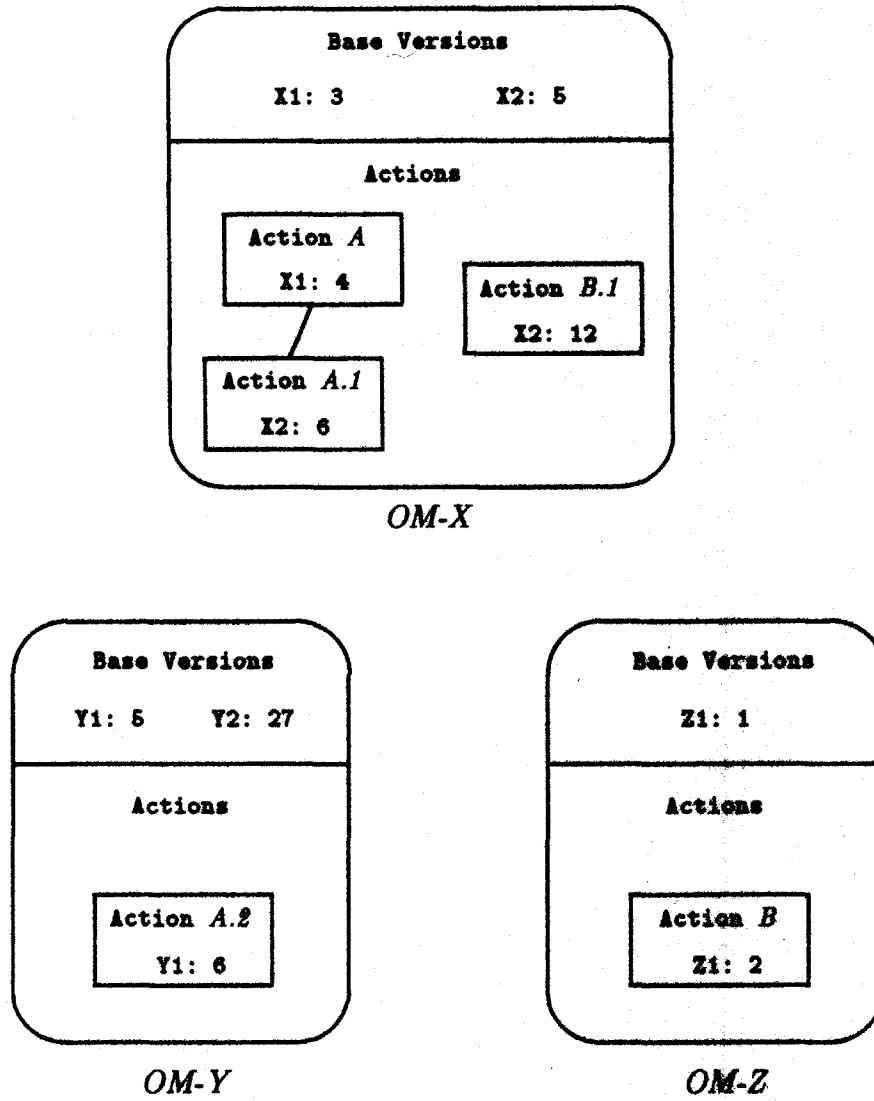 Base Versions
X1: 3 X2: 5
Actions
Action A
X1: 4
Action B.1
X2: 12
Action A.1
X2: 6
OM-X
Base Versions
Y1: 5 Y2: 27
Actions
Action A.2
Y1: 6
OM-Y
Base Versions
Z1: 1
Actions
Action B
Z1: 2
OM-Z